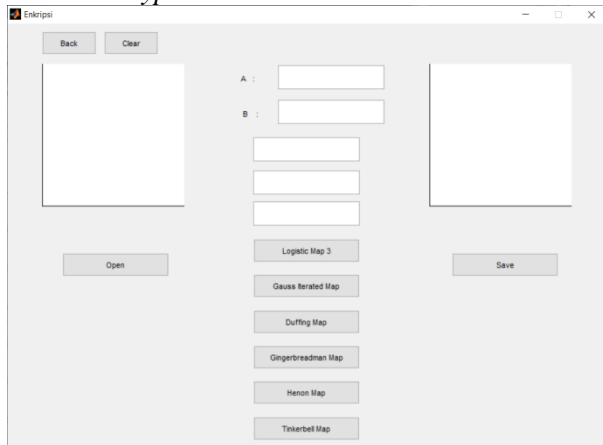 Enkripsi
Back
Clear
A :
B :
Open
Save
Logistic Map 3
Gauss Iterated Map
Duffing Map
Gingerbreadman Map
Henon Map
Tinkerbell Map